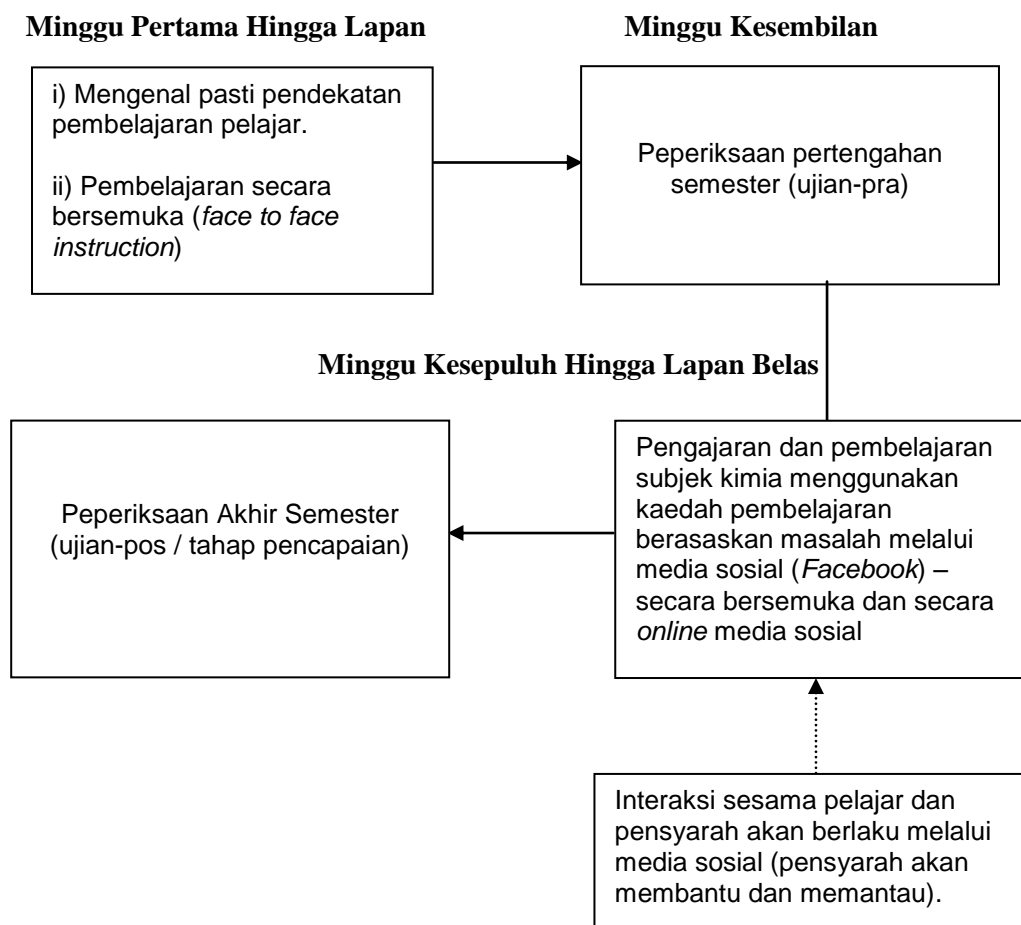 Minggu Pertama Hingga Lapan
Minggu Kesembilan
i) Mengenal pasti pendekatan
pembelajaran pelajar.
ii) Pembelajaran secara
bersemuka (face to face
instruction)
Peperiksaan pertengahan
semester (ujian-pra)
Minggu Kesepuluh Hingga Lapan Belas
Peperiksaan Akhir Semester
(ujian-pos / tahap pencapaian)
Pengajaran dan pembelajaran
subjek kimia menggunakan
kaedah pembelajaran
berasaskan masalah melalui
media sosial (Facebook) –
secara bersemuka dan secara
online media sosial
Interaksi sesama pelajar dan
pensyarah akan berlaku melalui
media sosial (pensyarah akan
membantu dan memantau).